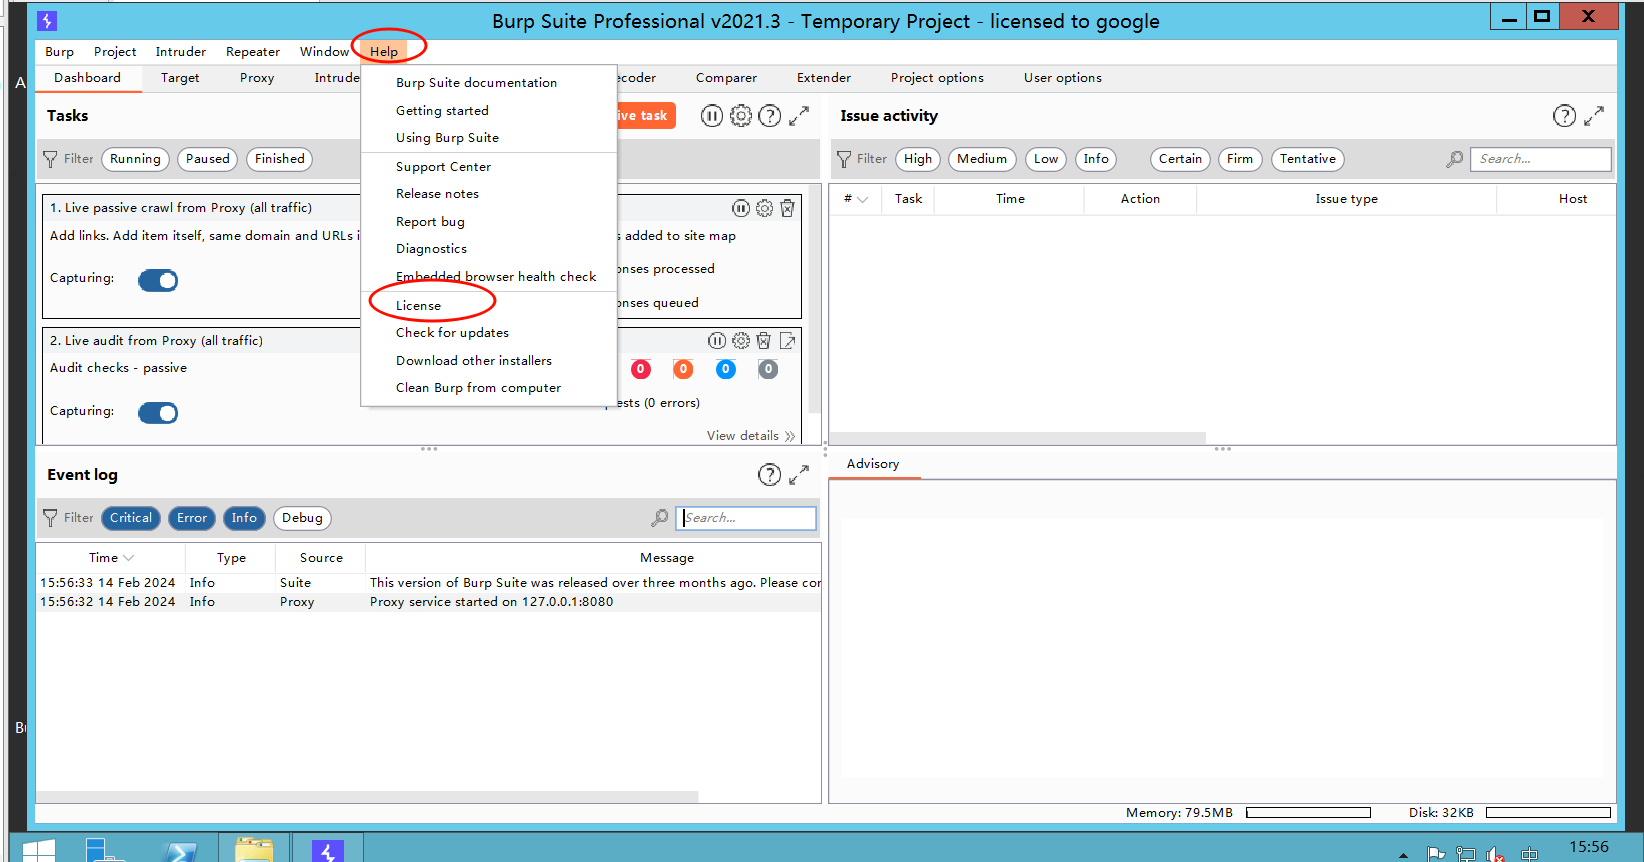 Burp Suite Professional v2021.3 - Temporary Project - licensed to google
Burp Project Intruder Repeater Window Help
Dashboard Target Proxy Intrude ecoder Comparer Extender Project options User options
Burp Suite documentation
Getting started
Using Burp Suite
Support Center
Release notes
Report bug
Diagnostics
Embedded browser health check
License
Check for updates
Download other installers
Clean Burp from computer
Tasks
ive task
Filter Running Paused Finished
1. Live passive crawl from Proxy (all traffic)
Add links. Add item itself, same domain and URLs i
s added to site map
Capturing:
onses processed
onses queued
2. Live audit from Proxy (all traffic)
Audit checks - passive
0 0 0 0
Capturing:
ests (0 errors)
View details
Issue activity
Filter High Medium Low Info Certain Firm Tentative Search...
# Task Time Action Issue type Host
Event log
Filter Critical Error Info Debug Search...
Time Type Source Message
15:56:33 14 Feb 2024 Info Suite This version of Burp Suite was released over three months ago. Please cor
15:56:32 14 Feb 2024 Info Proxy Proxy service started on 127.0.0.1:8080
Advisory
Memory: 79.5MB Disk: 32KB
A
Bu
中
15:56